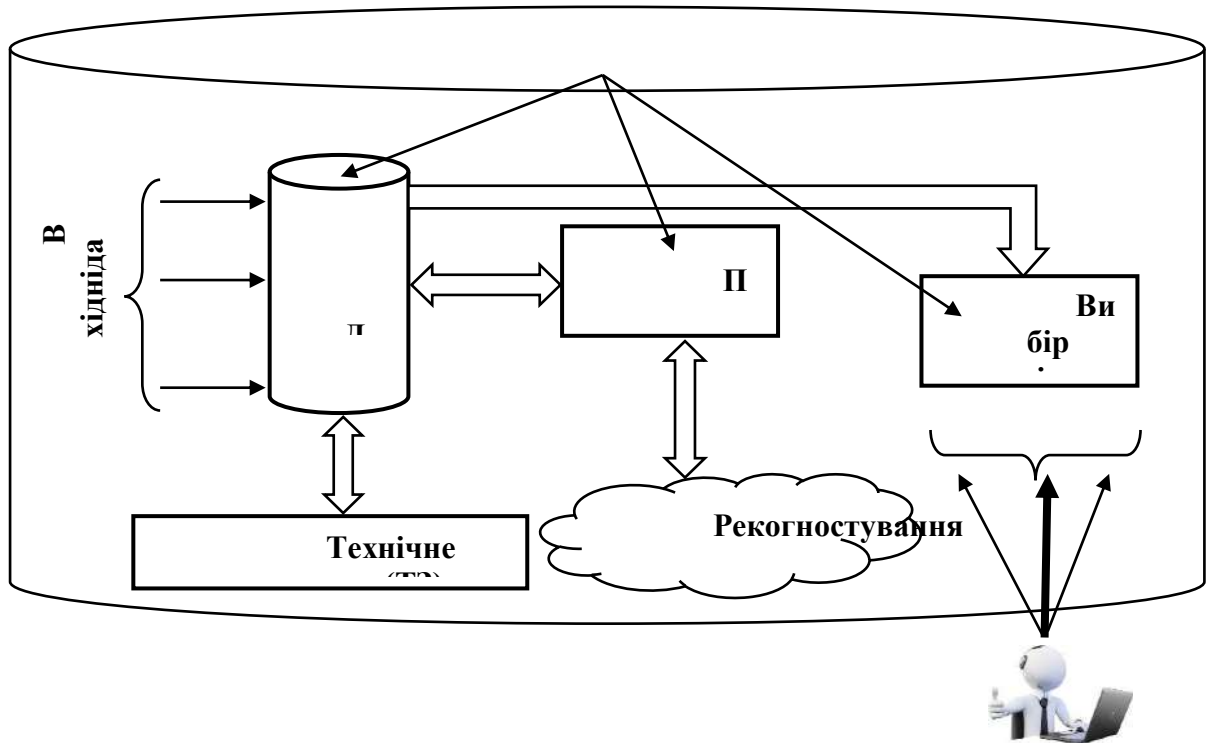 В
хідніда
П
Ви
бір
Рекогностування
Технічне